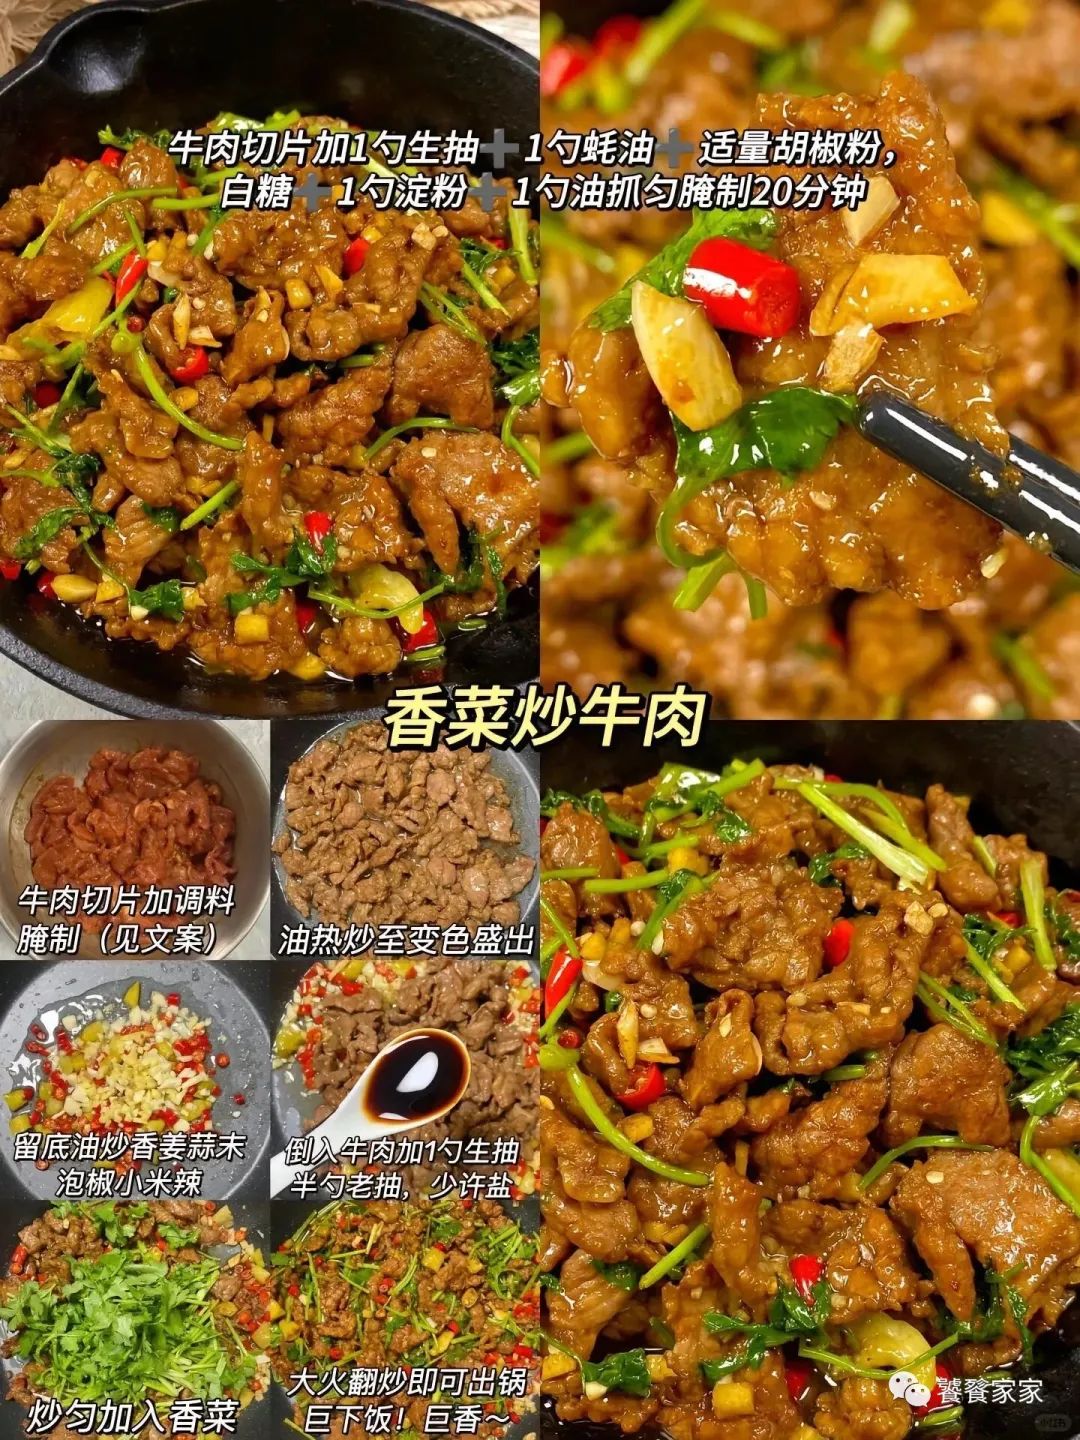 牛肉切片加1勺生抽➕1勺蚝油➕适量胡椒粉，
白糖➕1勺淀粉➕1勺油抓匀腌制20分钟
香菜炒牛肉
牛肉切片加调料
腌制（见文案）
油热炒至变色盛出
留底油炒香姜蒜末
泡椒小米辣
倒入牛肉加1勺生抽
半勺老抽，少许盐
炒匀加入香菜
大火翻炒即可出锅
巨下饭！巨香～
饕餮家家
小红书